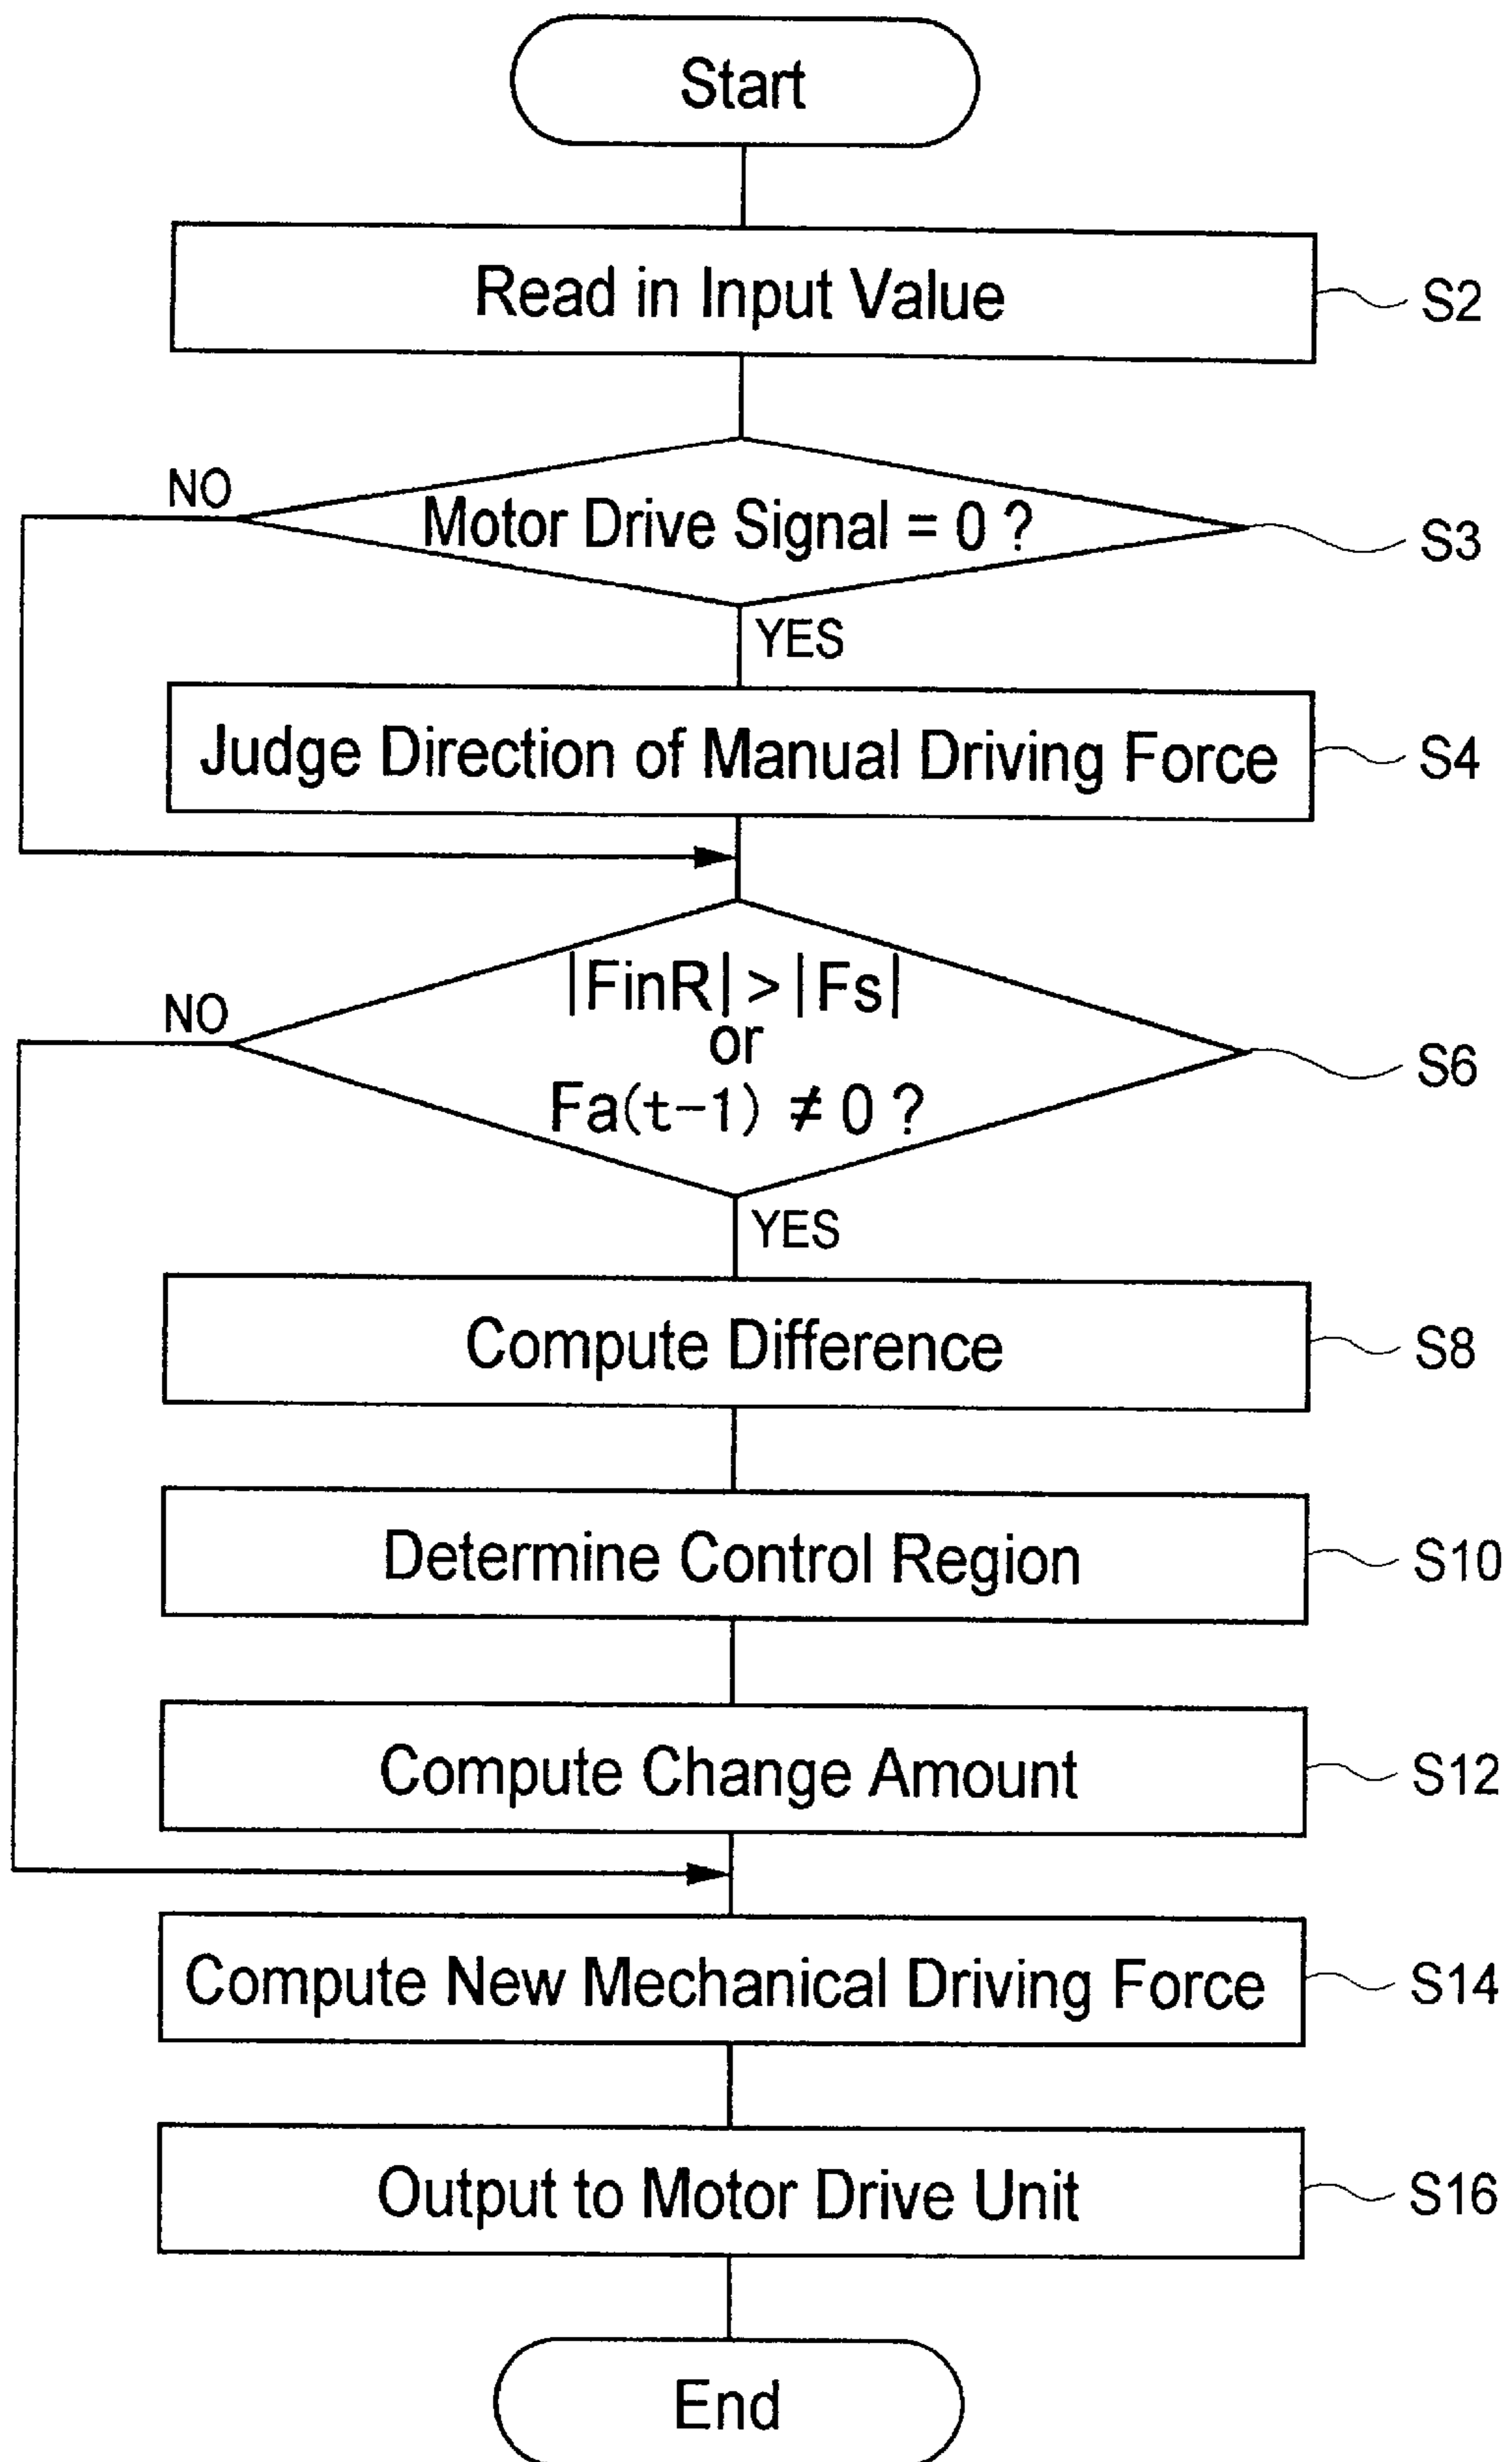 Start
Read in Input Value
S2
NO
Motor Drive Signal = 0 ?
S3
YES
Judge Direction of Manual Driving Force
S4
|FinR| > |Fs|
NO
or
S6
Fa(t-1) ≠ 0 ?
YES
Compute Difference
S8
Determine Control Region
S10
Compute Change Amount
S12
Compute New Mechanical Driving Force
S14
Output to Motor Drive Unit
S16
End